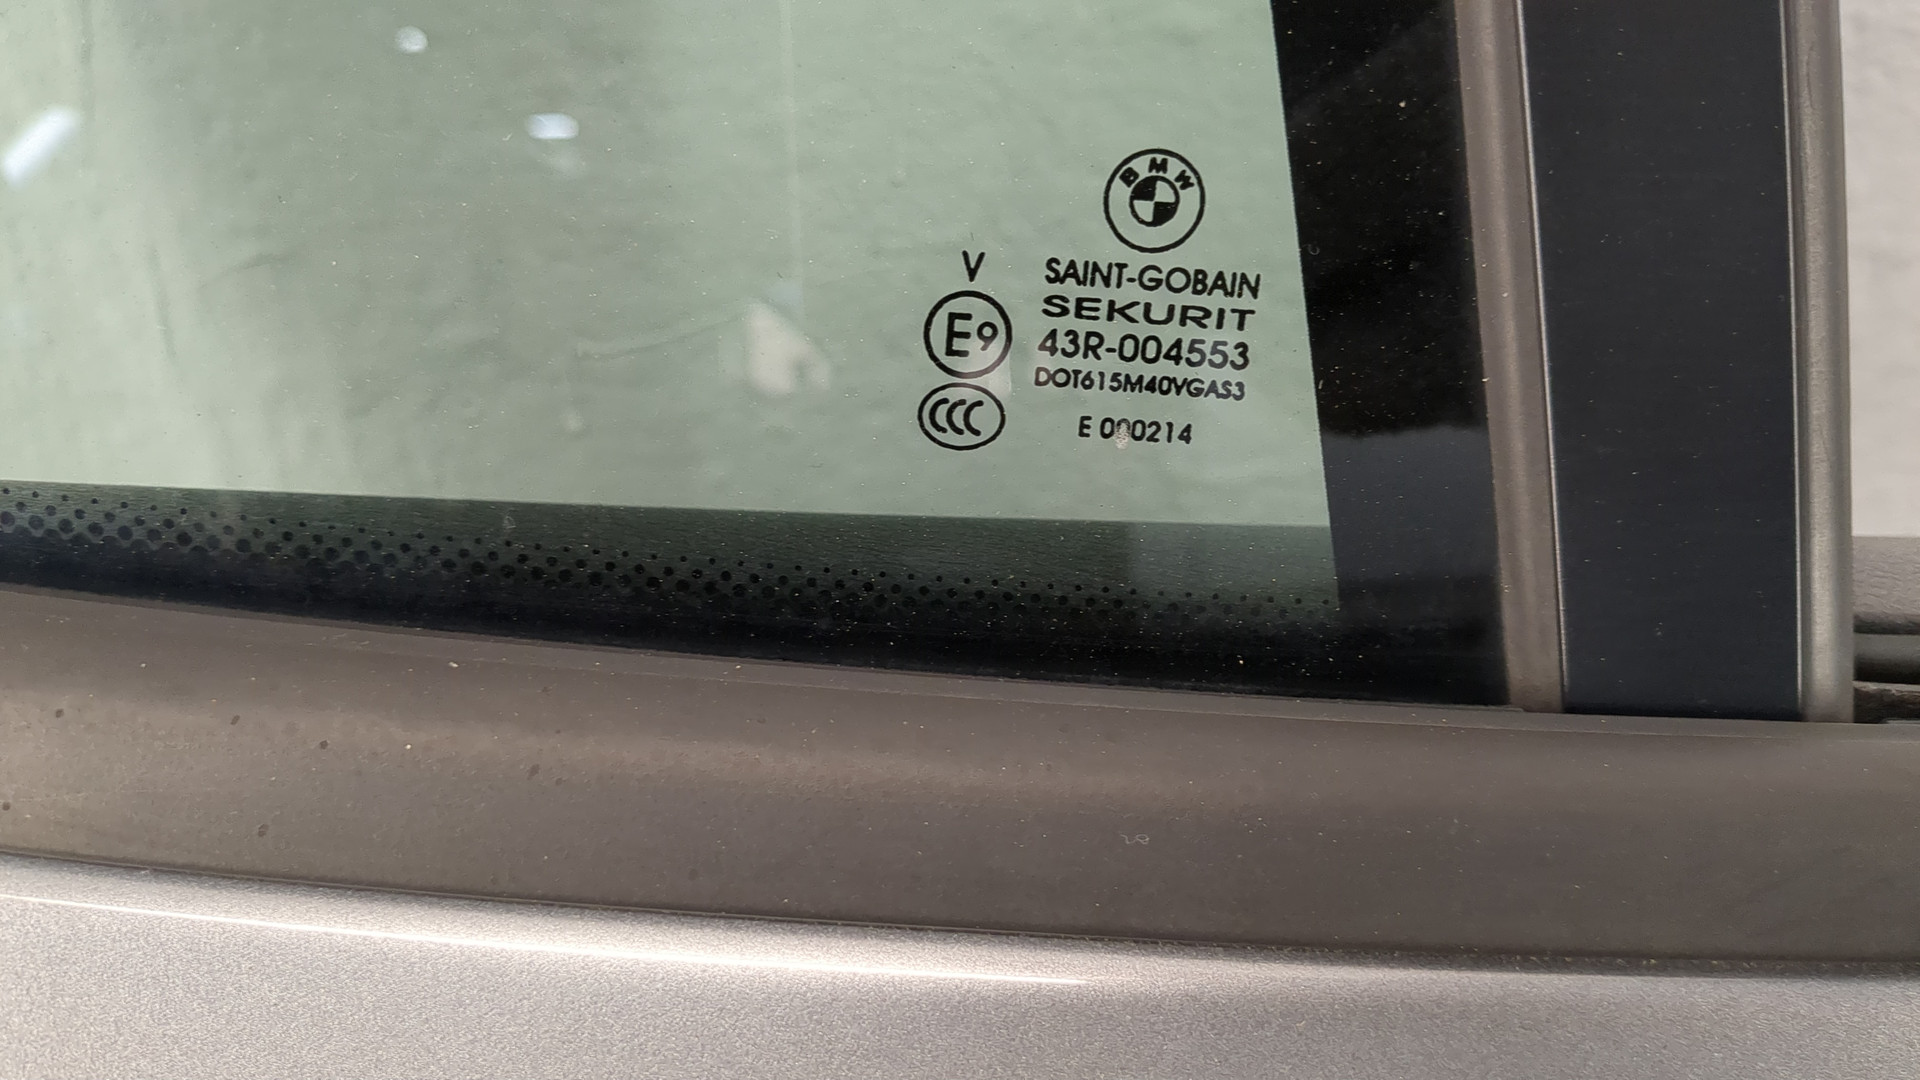 BMW
V
SAINT-GOBAIN
SEKURIT
E9
43R-004553
DOT615M40VGAS3
CCC
E 000214